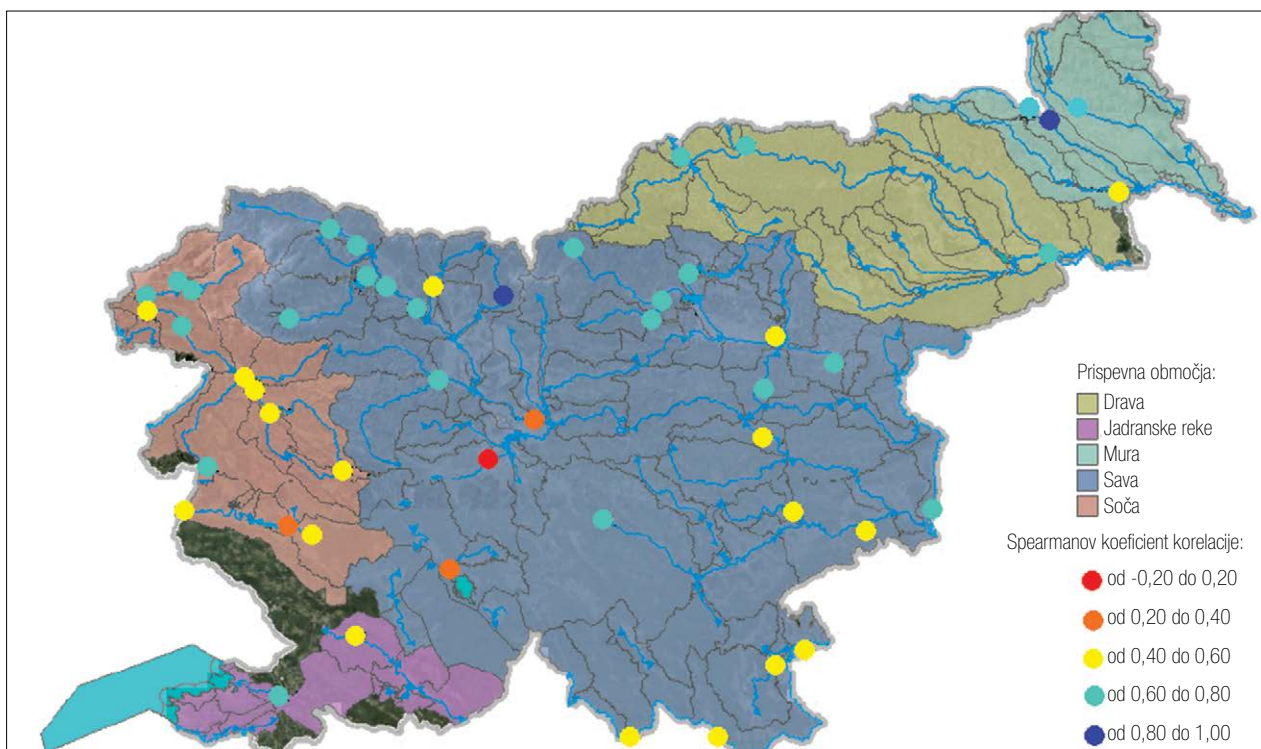 Prispevna območja:
Drava
Jadranske reke
Mura
Sava
Soča
Spearmanov koeficient korelacije:
od -0,20 do 0,20
od 0,20 do 0,40
od 0,40 do 0,60
od 0,60 do 0,80
od 0,80 do 1,00